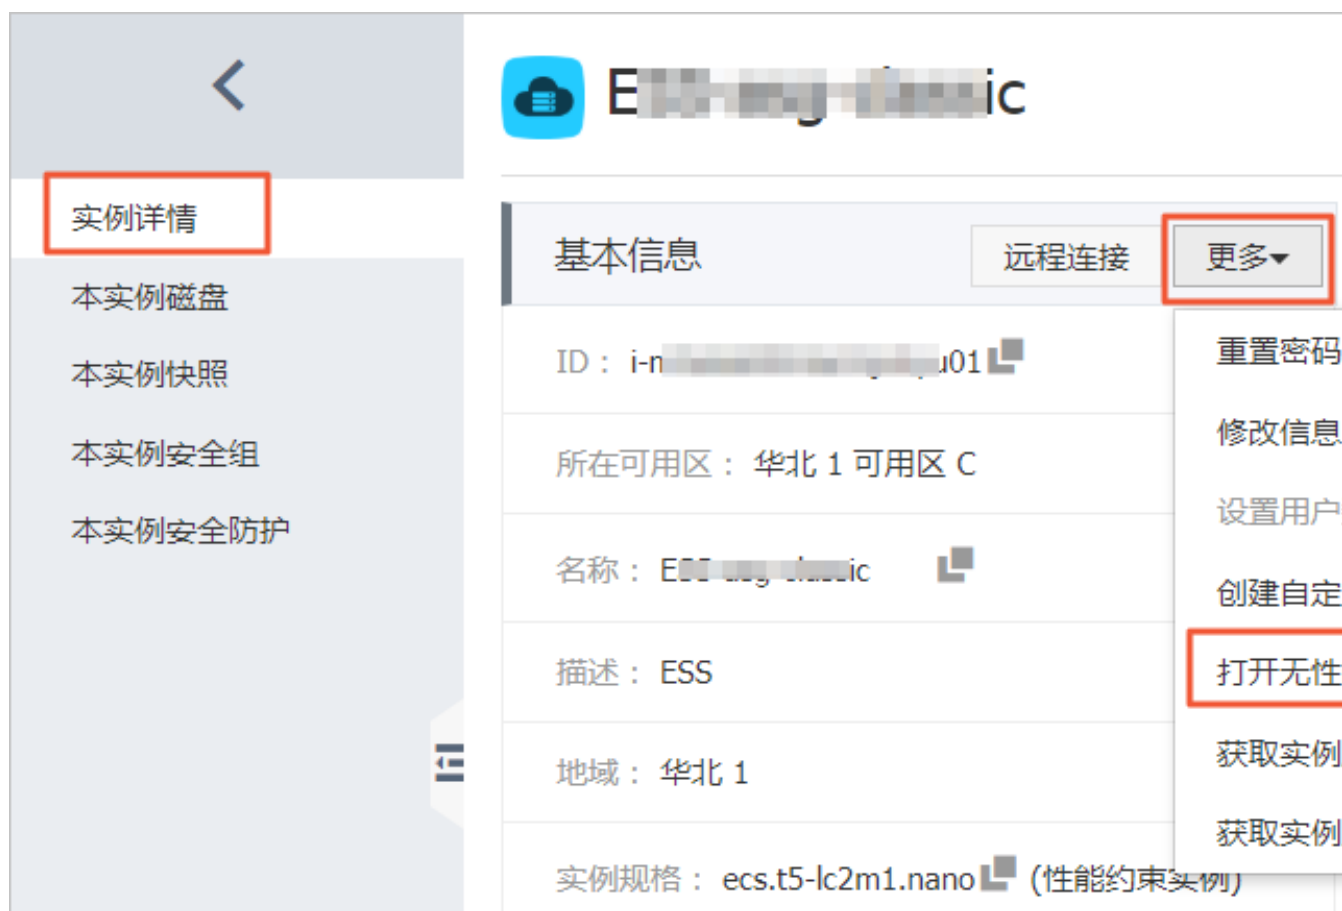 实例详情
本实例磁盘
本实例快照
本实例安全组
本实例安全防护
基本信息
远程连接
更多
ID： i-
u01
所在可用区： 华北 1 可用区 C
名称：
ic
描述： ESS
地域： 华北 1
实例规格： ecs.t5-lc2m1.nano (性能约束实例)
重置密码
修改信息
设置用户
创建自定
打开无性
获取实例
获取实例